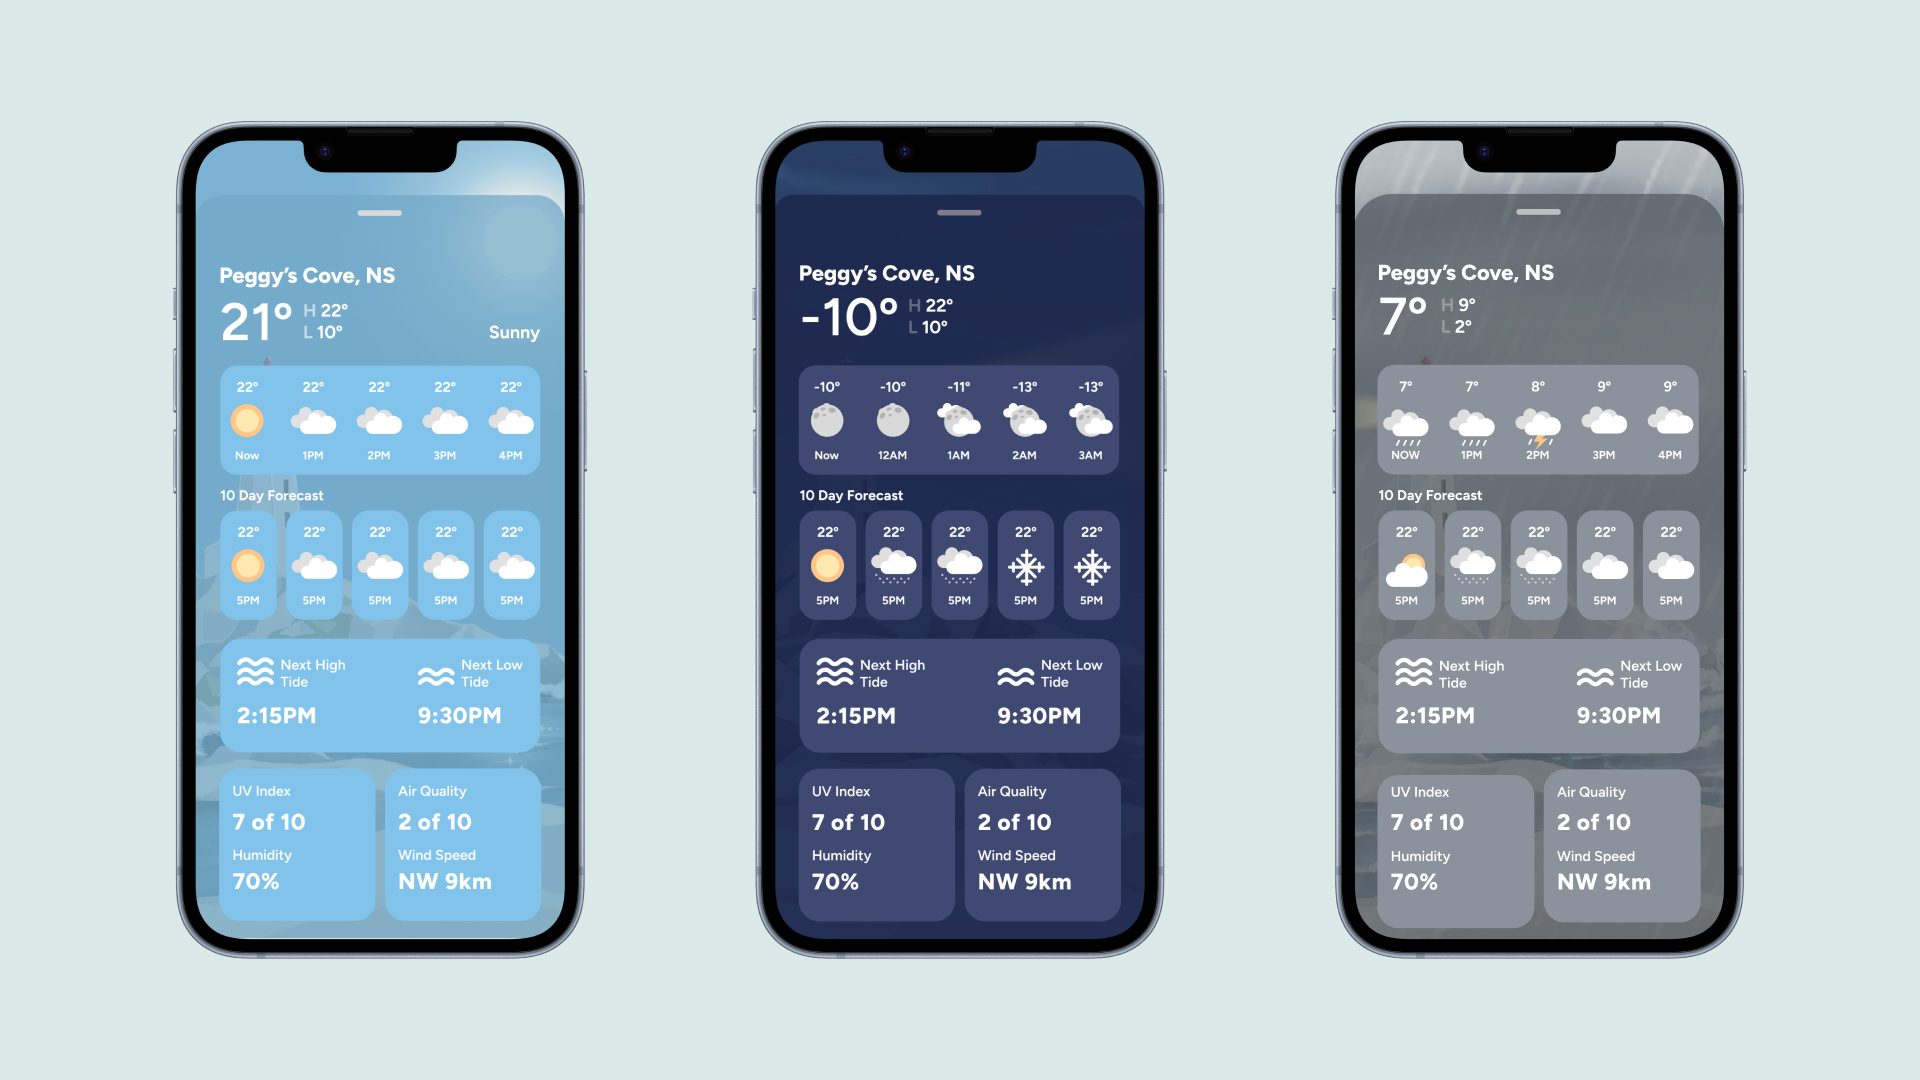 Peggy’s Cove, NS
21° H 22°
L 10°
Sunny
22° 22° 22° 22° 22°
Now 1PM 2PM 3PM 4PM
10 Day Forecast
22° 22° 22° 22° 22°
5PM 5PM 5PM 5PM 5PM
Next High Tide
2:15PM
Next Low Tide
9:30PM
UV Index
7 of 10
Humidity
70%
Air Quality
2 of 10
Wind Speed
NW 9km
Peggy’s Cove, NS
-10° H 22°
L 10°
-10° -10° -11° -13° -13°
Now 12AM 1AM 2AM 3AM
10 Day Forecast
22° 22° 22° 22° 22°
5PM 5PM 5PM 5PM 5PM
Next High Tide
2:15PM
Next Low Tide
9:30PM
UV Index
7 of 10
Humidity
70%
Air Quality
2 of 10
Wind Speed
NW 9km
Peggy’s Cove, NS
7° H 9°
L 2°
7° 7° 8° 9° 9°
NOW 1PM 2PM 3PM 4PM
10 Day Forecast
22° 22° 22° 22° 22°
5PM 5PM 5PM 5PM 5PM
Next High Tide
2:15PM
Next Low Tide
9:30PM
UV Index
7 of 10
Humidity
70%
Air Quality
2 of 10
Wind Speed
NW 9km